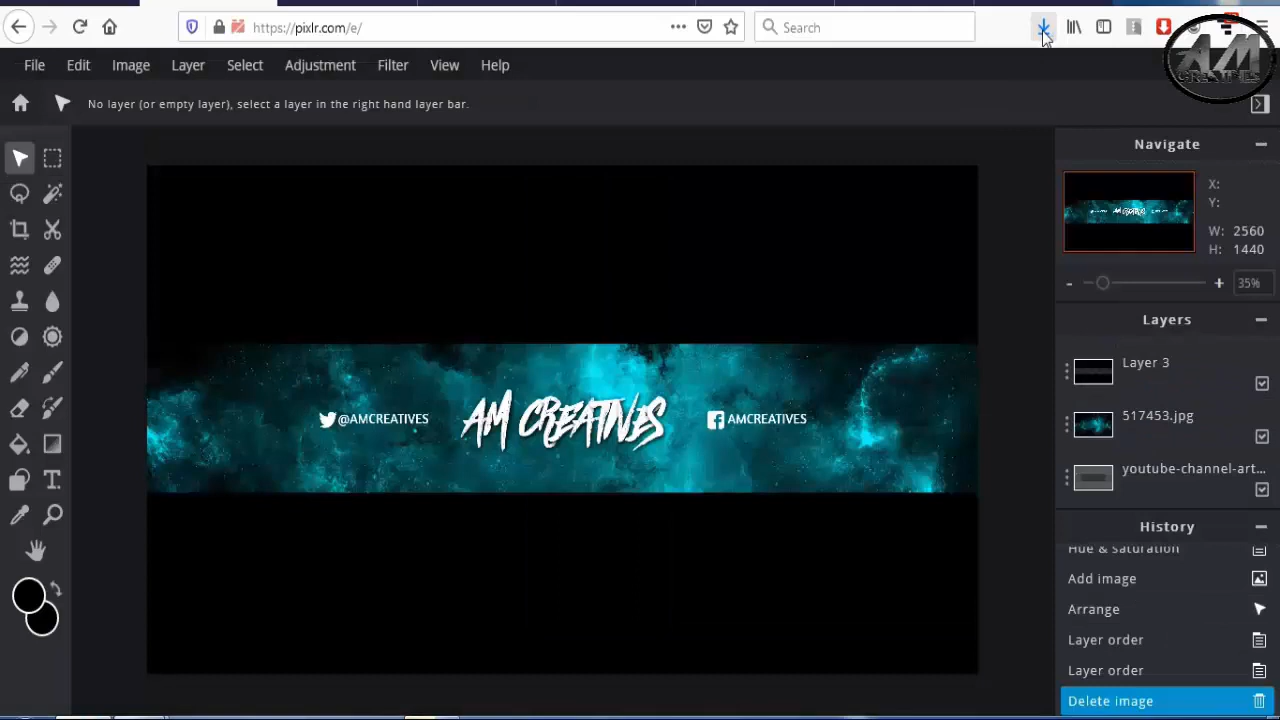 https://pixlr.com/e/
Search
AM
CREATIVES
File Edit Image Layer Select Adjustment Filter View Help
No layer (or empty layer), select a layer in the right hand layer bar.
Navigate
X:
Y:
W: 2560
H: 1440
- + 35%
Layers
Layer 3
517453.jpg
youtube-channel-art...
@AMCREATIVES AM CREATIVES AMCREATIVES
History
Hue & saturation
Add image
Arrange
Layer order
Layer order
Delete image